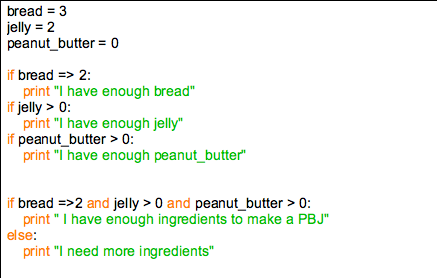 bread = 3
jelly = 2
peanut_butter = 0

if bread => 2:
    print "I have enough bread"
if jelly > 0:
    print "I have enough jelly"
if peanut_butter > 0:
    print "I have enough peanut_butter"

if bread =>2 and jelly > 0 and peanut_butter > 0:
    print " I have enough ingredients to make a PBJ"
else:
    print "I need more ingredients"